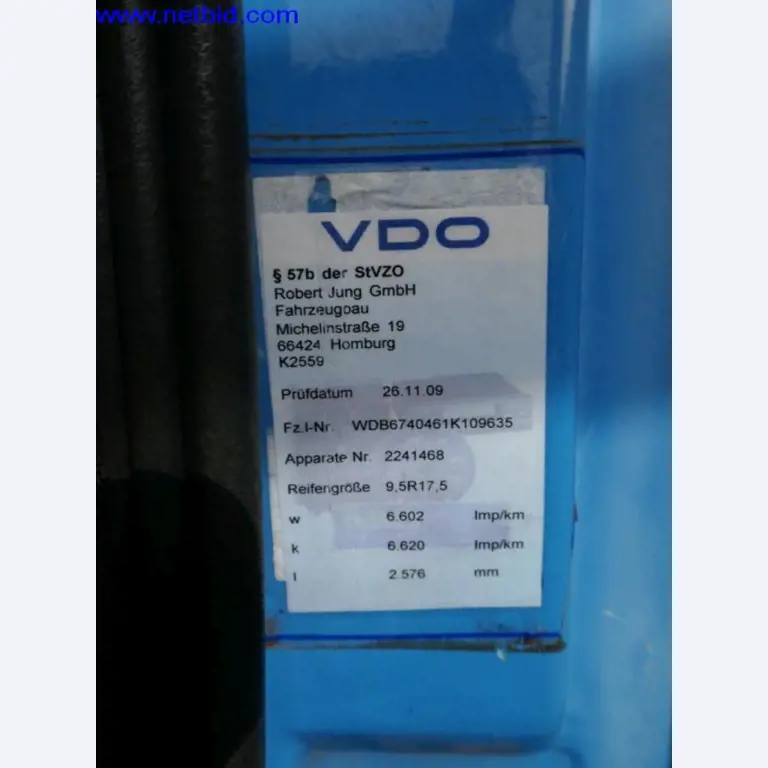 www.netbid.com
VDO
§ 57b der StVZO
Robert Jung GmbH
Fahrzeugbau
Michelinstraße 19
66424 Homburg
K2559
Prüfdatum 26.11.09
Fz.I-Nr. WDB6740461K109635
Apparate Nr. 2241468
Reifengröße 9,5R17,5
w 6.602 Imp/km
k 6.620 Imp/km
l 2.576 mm